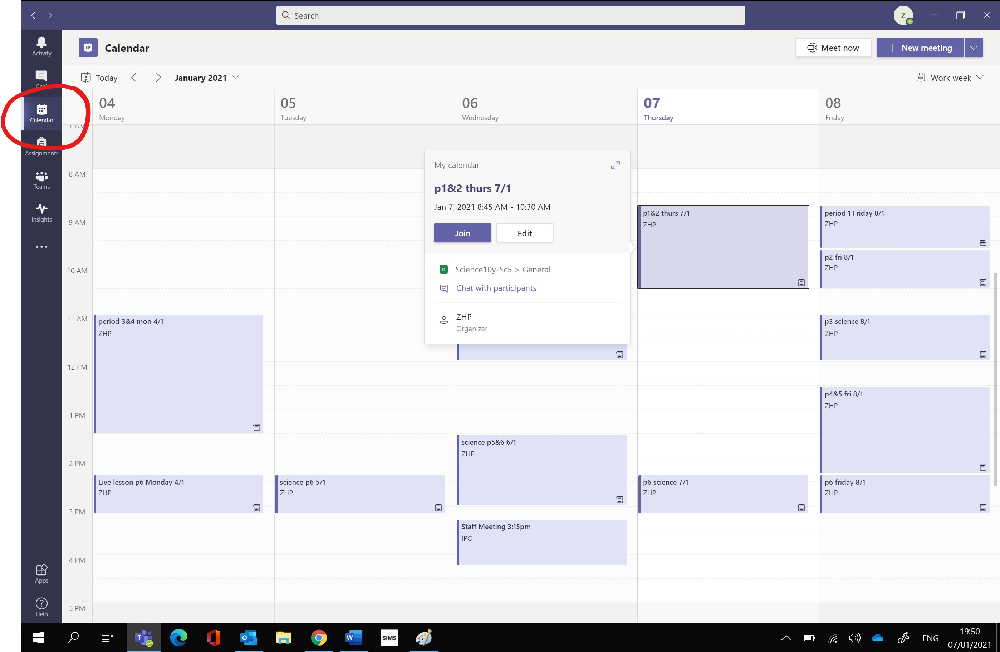 Search
Z
Activity
Calendar
Assignments
Teams
Insights
Apps
Help
Calendar
Meet now
New meeting
Today
January 2021
Work week
04
Monday
05
Tuesday
06
Wednesday
07
Thursday
08
Friday
7 AM
8 AM
9 AM
10 AM
11 AM
12 PM
1 PM
2 PM
3 PM
4 PM
5 PM
period 3&4 mon 4/1
ZHP
Live lesson p6 Monday 4/1
ZHP
science p6 5/1
ZHP
My calendar
p1&2 thurs 7/1
Jan 7, 2021 8:45 AM - 10:30 AM
Join
Edit
SS
Science10y-Sc5 > General
Chat with participants
ZHP
Organizer
science p5&6 6/1
ZHP
Staff Meeting 3:15pm
IPO
p1&2 thurs 7/1
ZHP
p6 science 7/1
ZHP
period 1 Friday 8/1
ZHP
p2 fri 8/1
ZHP
p3 science 8/1
ZHP
p4&5 fri 8/1
ZHP
p6 friday 8/1
ZHP
T
O
W
SIMS
ENG
19:50
07/01/2021